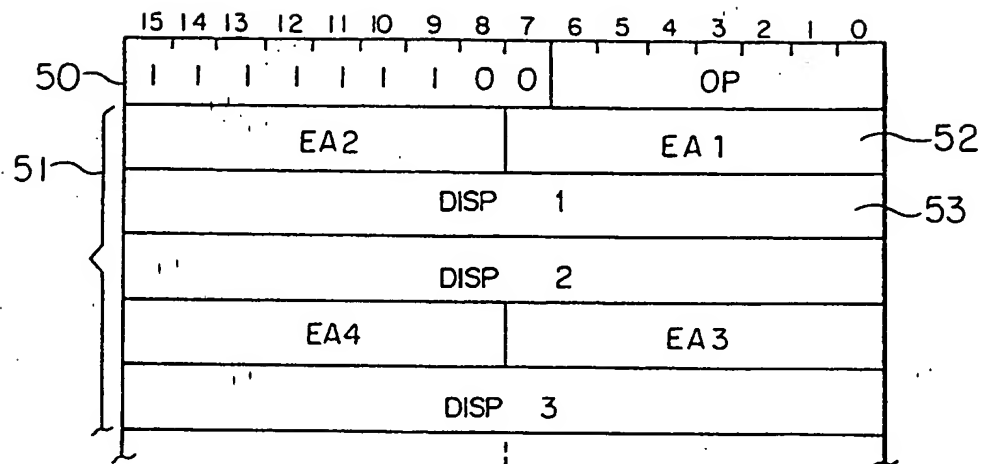 15 14 13 12 11 10 9 8 7 6 5 4 3 2 1 0
50 1 1 1 1 1 1 1 0 0 OP
EA2 EA1 52
51
DISP 1 53
DISP 2
EA4 EA3
DISP 3